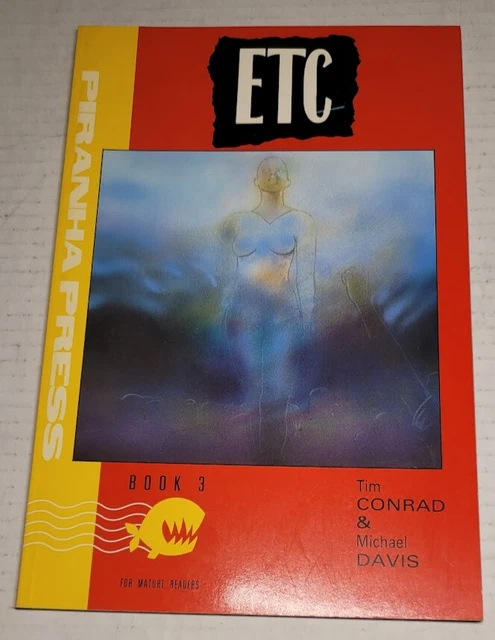 ETC
PIRANHA PRESS
BOOK 3
Tim
CONRAD
&
Michael
DAVIS
FOR MATURE READERS